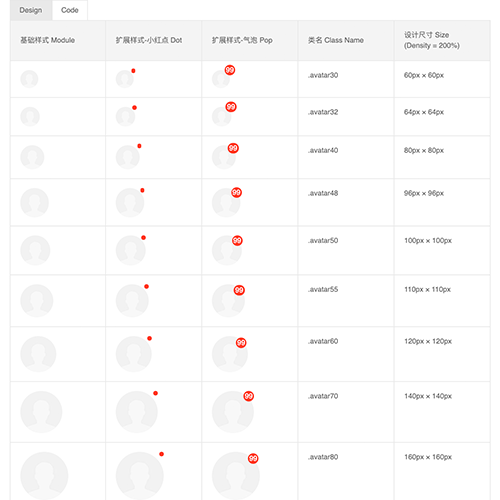 Design Code
基础样式 Module 扩展样式-小红点 Dot 扩展样式-气泡 Pop 类名 Class Name 设计尺寸 Size
(Density = 200%)
99 .avatar30 60px × 60px
99 .avatar32 64px × 64px
99 .avatar40 80px × 80px
99 .avatar48 96px × 96px
99 .avatar50 100px × 100px
99 .avatar55 110px × 110px
99 .avatar60 120px × 120px
99 .avatar70 140px × 140px
99 .avatar80 160px × 160px